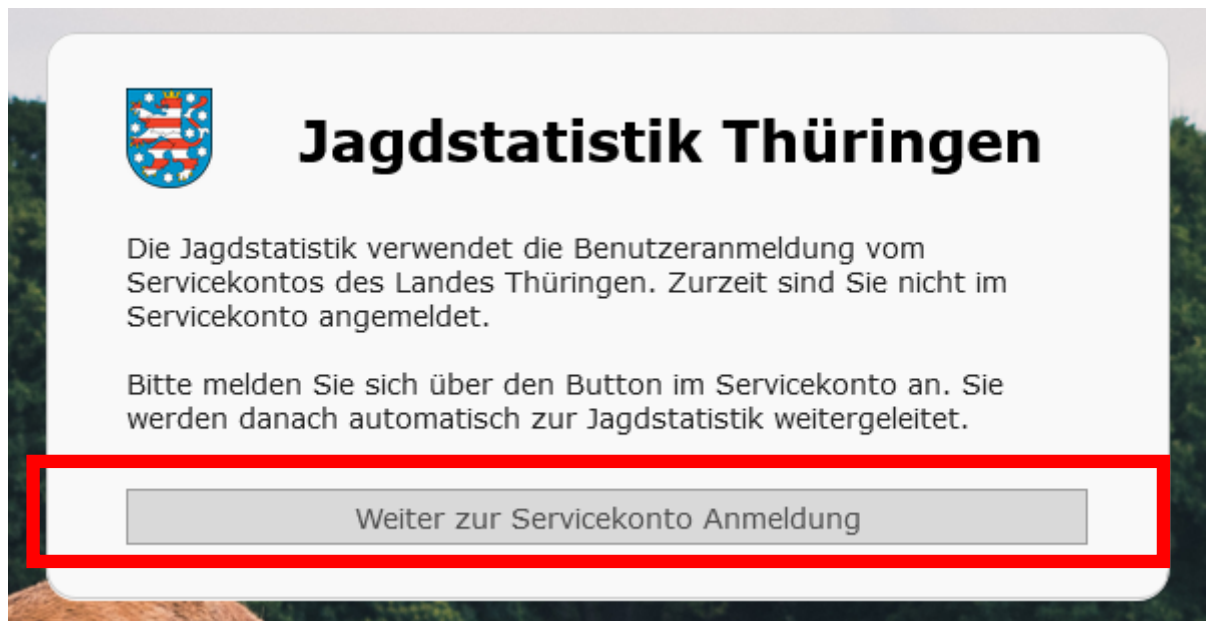 Jagdstatistik Thüringen
Die Jagdstatistik verwendet die Benutzeranmeldung vom
Servicekontos des Landes Thüringen. Zurzeit sind Sie nicht im
Servicekonto angemeldet.
Bitte melden Sie sich über den Button im Servicekonto an. Sie
werden danach automatisch zur Jagdstatistik weitergeleitet.
Weiter zur Servicekonto Anmeldung